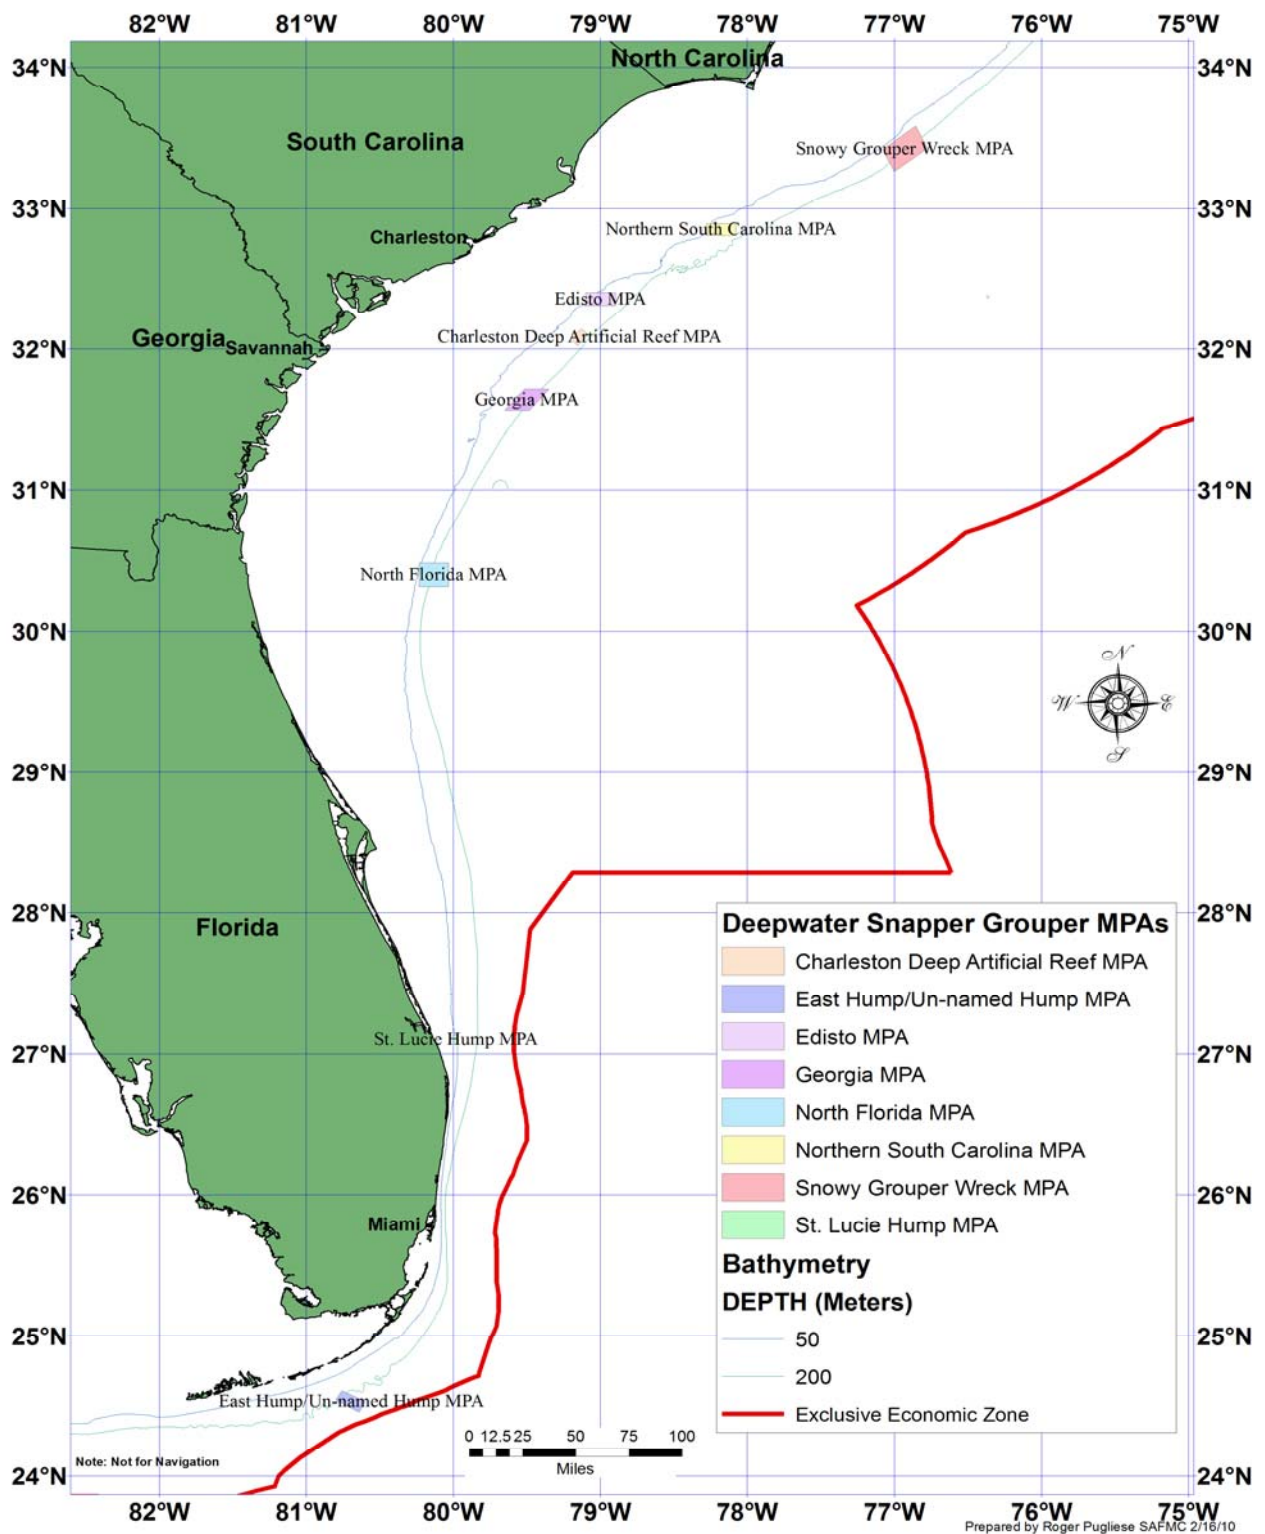 82°W 81°W 80°W 79°W 78°W 77°W 76°W 75°W
North Carolina
34°N 34°N
South Carolina
Snowy Grouper Wreck MPA
33°N 33°N
Northern South Carolina MPA
Charleston
Edisto MPA
Charleston Deep Artificial Reef MPA
Georgia
Savannah
32°N 32°N
Georgia MPA
31°N 31°N
North Florida MPA
30°N 30°N
N
W E
S
29°N 29°N
28°N 28°N
Florida
Deepwater Snapper Grouper MPAs
Charleston Deep Artificial Reef MPA
East Hump/Un-named Hump MPA
Edisto MPA
Georgia MPA
North Florida MPA
Northern South Carolina MPA
Snowy Grouper Wreck MPA
St. Lucie Hump MPA
Bathymetry
DEPTH (Meters)
50
200
Exclusive Economic Zone
St. Lucie Hump MPA
27°N 27°N
26°N 26°N
Miami
25°N 25°N
East Hump/Un-named Hump MPA
0 12.5 25 50 75 100
Miles
Note: Not for Navigation
24°N 24°N
82°W 81°W 80°W 79°W 78°W 77°W 76°W 75°W
Prepared by Roger Pugliese SAFMC 2/16/10